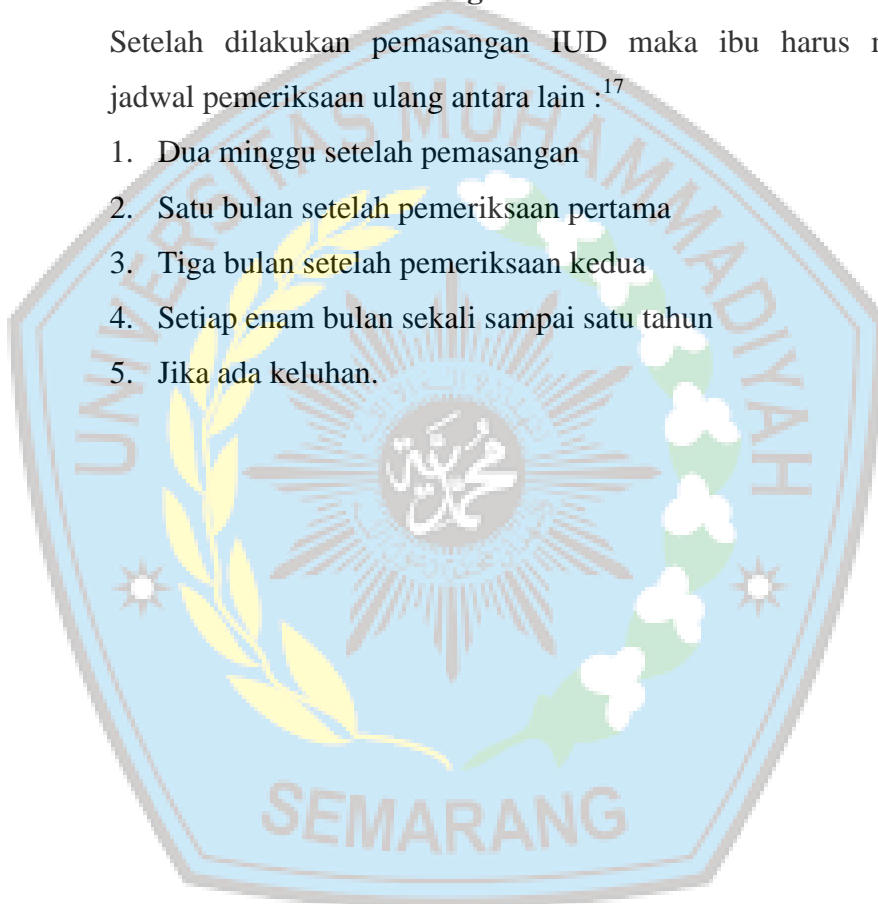 Setelah dilakukan pemasangan IUD maka ibu harus
jadwal pemeriksaan ulang antara lain :17
1. Dua minggu setelah pemasangan
2. Satu bulan setelah pemeriksaan pertama
3. Tiga bulan setelah pemeriksaan kedua
4. Setiap enam bulan sekali sampai satu tahun
5. Jika ada keluhan.
UNIVERSITAS MUHAMMADIYAH
SEMARANG